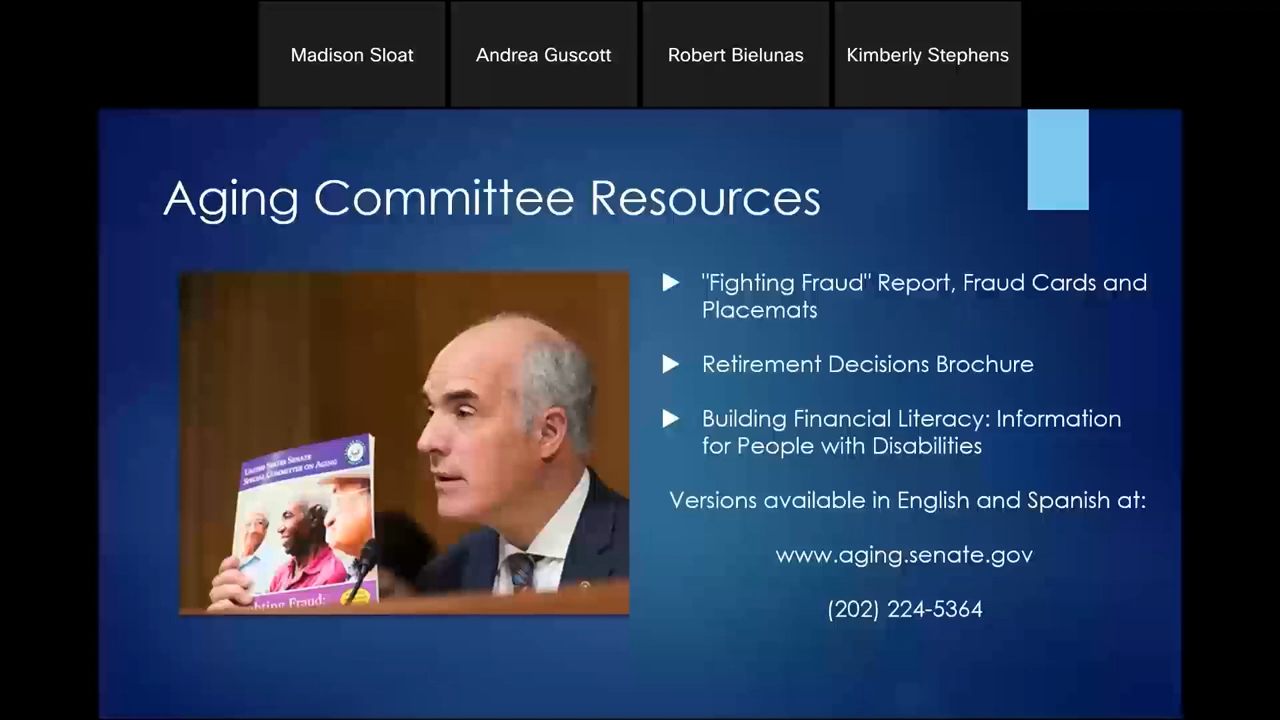 Madison Sloat
Andrea Guscott
Robert Bielunas
Kimberly Stephens
Aging Committee Resources
"Fighting Fraud" Report, Fraud Cards and
Placemats
Retirement Decisions Brochure
Building Financial Literacy: Information
for People with Disabilities
Versions available in English and Spanish at:
www.aging.senate.gov
(202) 224-5364
UNITED STATES SENATE
SPECIAL COMMITTEE ON AGING
hting Fraud: